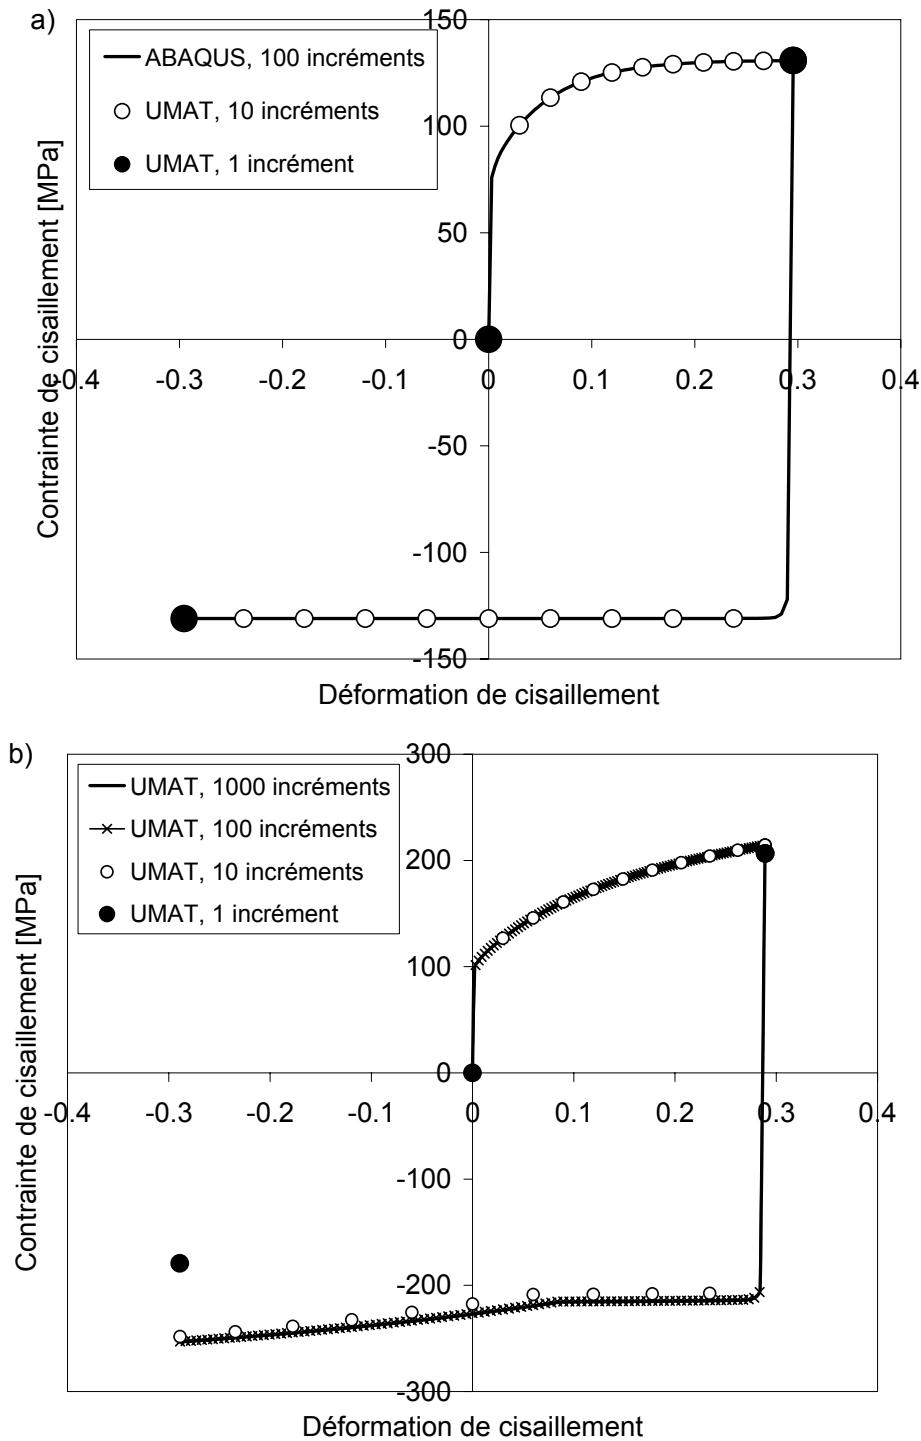 a)
ABAQUS, 100 incréments
UMAT, 10 incréments
UMAT, 1 incrément
Contrainte de cisaillement [MPa]
150
100
50
0
-0.4 -0.3 -0.2 -0.1 0 0.1 0.2 0.3 0.4
-50
-100
-150
Déformation de cisaillement
b)
UMAT, 1000 incréments
UMAT, 100 incréments
UMAT, 10 incréments
UMAT, 1 incrément
Contrainte de cisaillement [MPa]
300
200
100
0
-0.4 -0.3 -0.2 -0.1 0 0.1 0.2 0.3 0.4
-100
-200
-300
Déformation de cisaillement